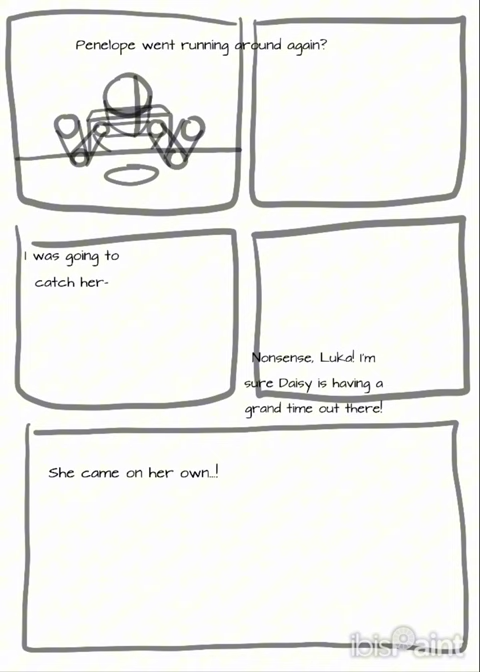 Penelope went running around again?
I was going to
catch her-
Nonsense, Luka! I'm
sure Daisy is having a
grand time out there!
She came on her own..!
ibisPaint